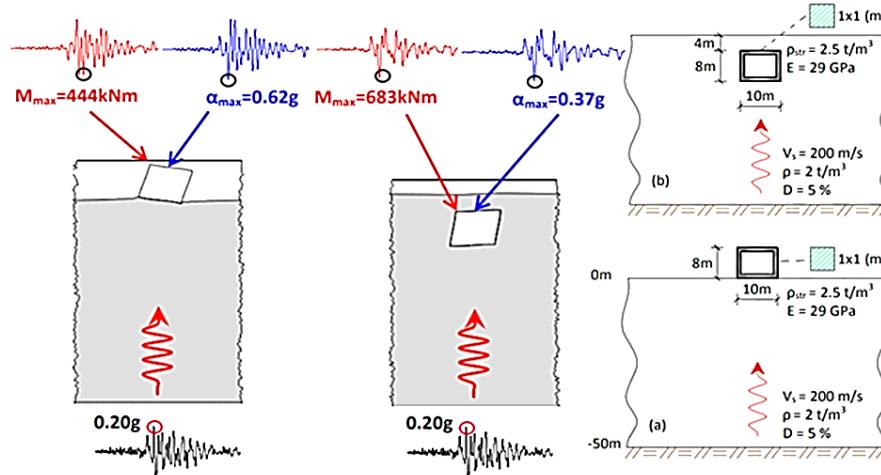 Mmax=444kNm
αmax=0.62g
0.20g
Mmax=683kNm
αmax=0.37g
0.20g
1x1 (m
4m
8m
ρstr = 2.5 t/m³
E = 29 GPa
10m
Vs = 200 m/s
ρ = 2 t/m³
D = 5 %
(b)
8m
1x1 (m
0m
10m
ρstr = 2.5 t/m³
E = 29 GPa
Vs = 200 m/s
ρ = 2 t/m³
D = 5 %
(a)
-50m